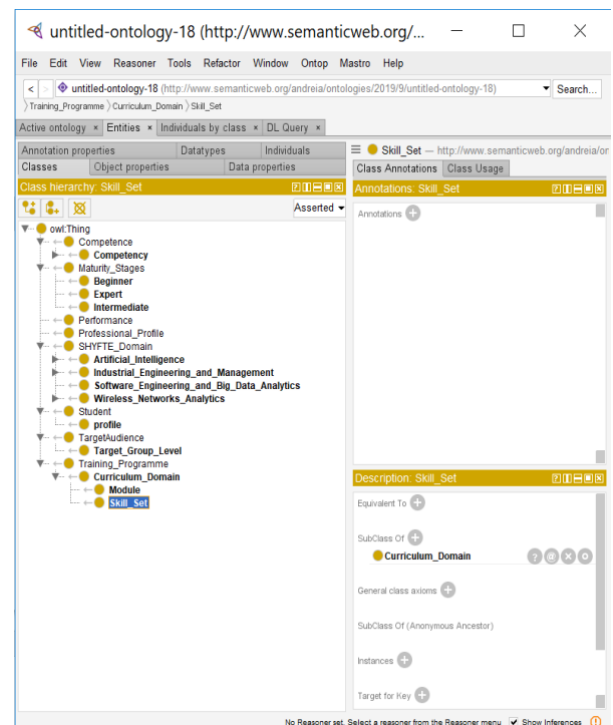 untitled-ontology-18 (http://www.semanticweb.org/...
File Edit View Reasoner Tools Refactor Window Ontop Mastro Help
< > untitled-ontology-18 (http://www.semanticweb.org/andreia/ontologies/2019/9/untitled-ontology-18) Search...
Training_Programme Curriculum_Domain Skill_Set
Active ontology × Entities × Individuals by class × DL Query ×
Annotation properties Datatypes Individuals
Classes Object properties Data properties
Class hierarchy: Skill_Set
Asserted
owl:Thing
Competence
Competency
Maturity_Stages
Beginner
Expert
Intermediate
Performance
Professional_Profile
SHYFTE_Domain
Artificial_Intelligence
Industrial_Engineering_and_Management
Software_Engineering_and_Big_Data_Analytics
Wireless_Networks_Analytics
Student
profile
TargetAudience
Target_Group_Level
Training_Programme
Curriculum_Domain
Module
Skill_Set
Skill_Set — http://www.semanticweb.org/andreia/or
Class Annotations Class Usage
Annotations: Skill_Set
Annotations
Description: Skill_Set
Equivalent To
SubClass Of
Curriculum_Domain
General class axioms
SubClass Of (Anonymous Ancestor)
Instances
Target for Key
No Reasoner set. Select a reasoner from the Reasoner menu Show Inferences